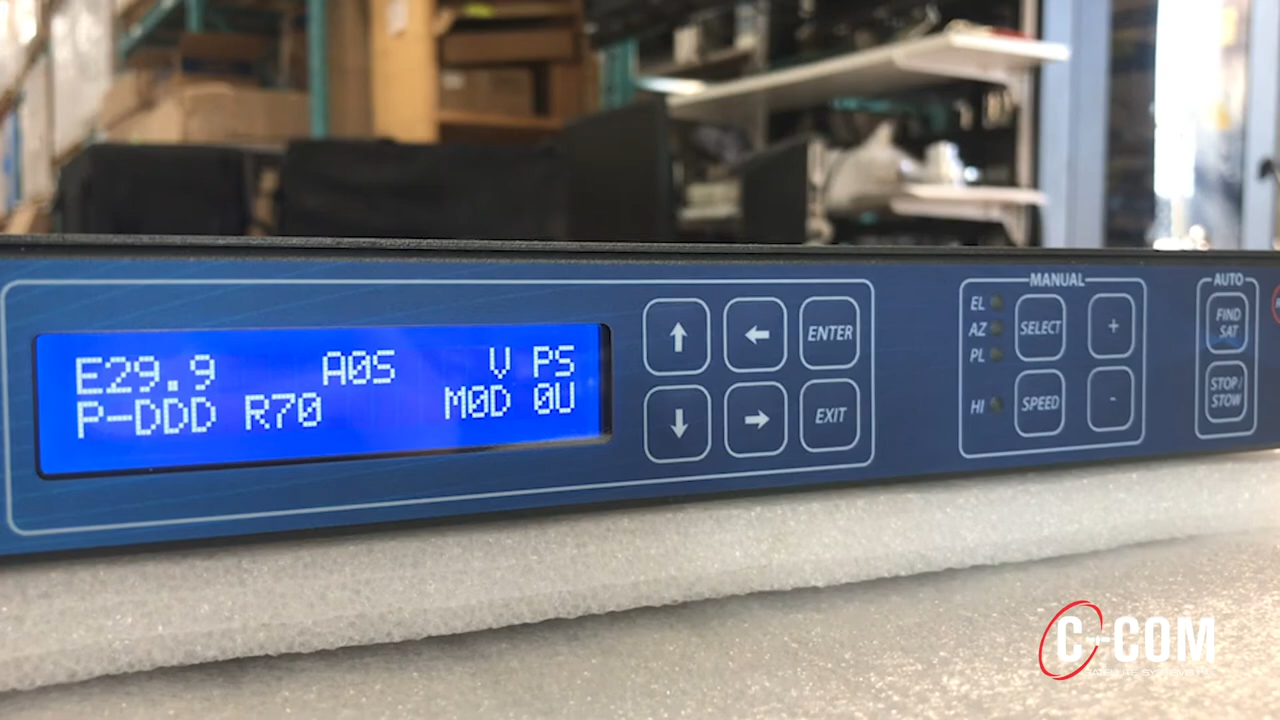 E29.9 A0S V PS
P-DDD R70 M0D 0U
ENTER
EXIT
MANUAL
EL
AZ
PL
HI
SELECT
+
SPEED
-
AUTO
FIND
SAT
STOP/
STOW
C-COM